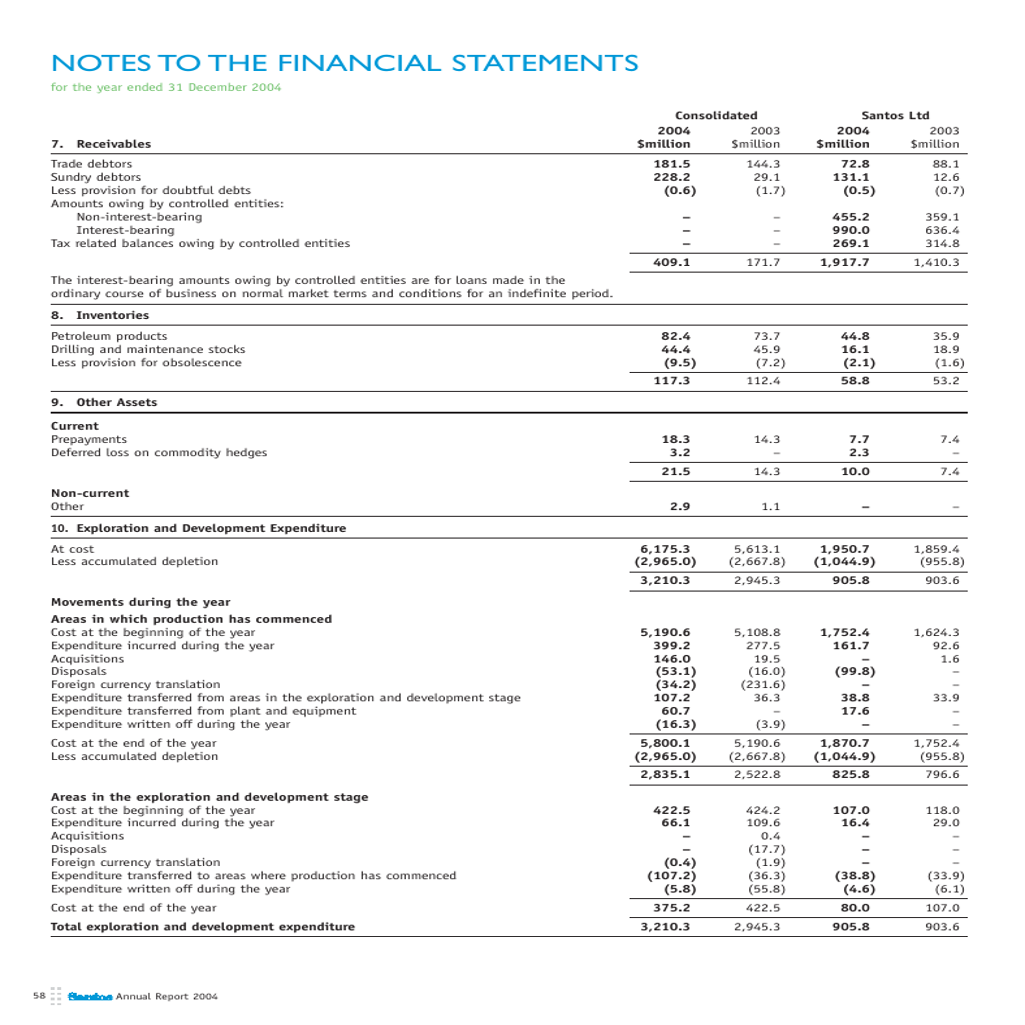 NOTES TO THE FINANCIAL STATEMENTS
for the year ended 31 December 2004
Consolidated Santos Ltd
2004 2003 2004 2003
7. Receivables $million $million $million $million
Trade debtors 181.5 144.3 72.8 88.1
Sundry debtors 228.2 29.1 131.1 12.6
Less provision for doubtful debts (0.6) (1.7) (0.5) (0.7)
Amounts owing by controlled entities:
Non-interest-bearing – – 455.2 359.1
Interest-bearing – – 990.0 636.4
Tax related balances owing by controlled entities – – 269.1 314.8
409.1 171.7 1,917.7 1,410.3
The interest-bearing amounts owing by controlled entities are for loans made in the
ordinary course of business on normal market terms and conditions for an indefinite period.
8. Inventories
Petroleum products 82.4 73.7 44.8 35.9
Drilling and maintenance stocks 44.4 45.9 16.1 18.9
Less provision for obsolescence (9.5) (7.2) (2.1) (1.6)
117.3 112.4 58.8 53.2
9. Other Assets
Current
Prepayments 18.3 14.3 7.7 7.4
Deferred loss on commodity hedges 3.2 – 2.3 –
21.5 14.3 10.0 7.4
Non-current
Other 2.9 1.1 – –
10. Exploration and Development Expenditure
At cost 6,175.3 5,613.1 1,950.7 1,859.4
Less accumulated depletion (2,965.0) (2,667.8) (1,044.9) (955.8)
3,210.3 2,945.3 905.8 903.6
Movements during the year
Areas in which production has commenced
Cost at the beginning of the year 5,190.6 5,108.8 1,752.4 1,624.3
Expenditure incurred during the year 399.2 277.5 161.7 92.6
Acquisitions 146.0 19.5 – 1.6
Disposals (53.1) (16.0) (99.8) –
Foreign currency translation (34.2) (231.6) – –
Expenditure transferred from areas in the exploration and development stage 107.2 36.3 38.8 33.9
Expenditure transferred from plant and equipment 60.7 – 17.6 –
Expenditure written off during the year (16.3) (3.9) – –
Cost at the end of the year 5,800.1 5,190.6 1,870.7 1,752.4
Less accumulated depletion (2,965.0) (2,667.8) (1,044.9) (955.8)
2,835.1 2,522.8 825.8 796.6
Areas in the exploration and development stage
Cost at the beginning of the year 422.5 424.2 107.0 118.0
Expenditure incurred during the year 66.1 109.6 16.4 29.0
Acquisitions – 0.4 – –
Disposals – (17.7) – –
Foreign currency translation (0.4) (1.9) – –
Expenditure transferred to areas where production has commenced (107.2) (36.3) (38.8) (33.9)
Expenditure written off during the year (5.8) (55.8) (4.6) (6.1)
Cost at the end of the year 375.2 422.5 80.0 107.0
Total exploration and development expenditure 3,210.3 2,945.3 905.8 903.6
58 Santos Annual Report 2004